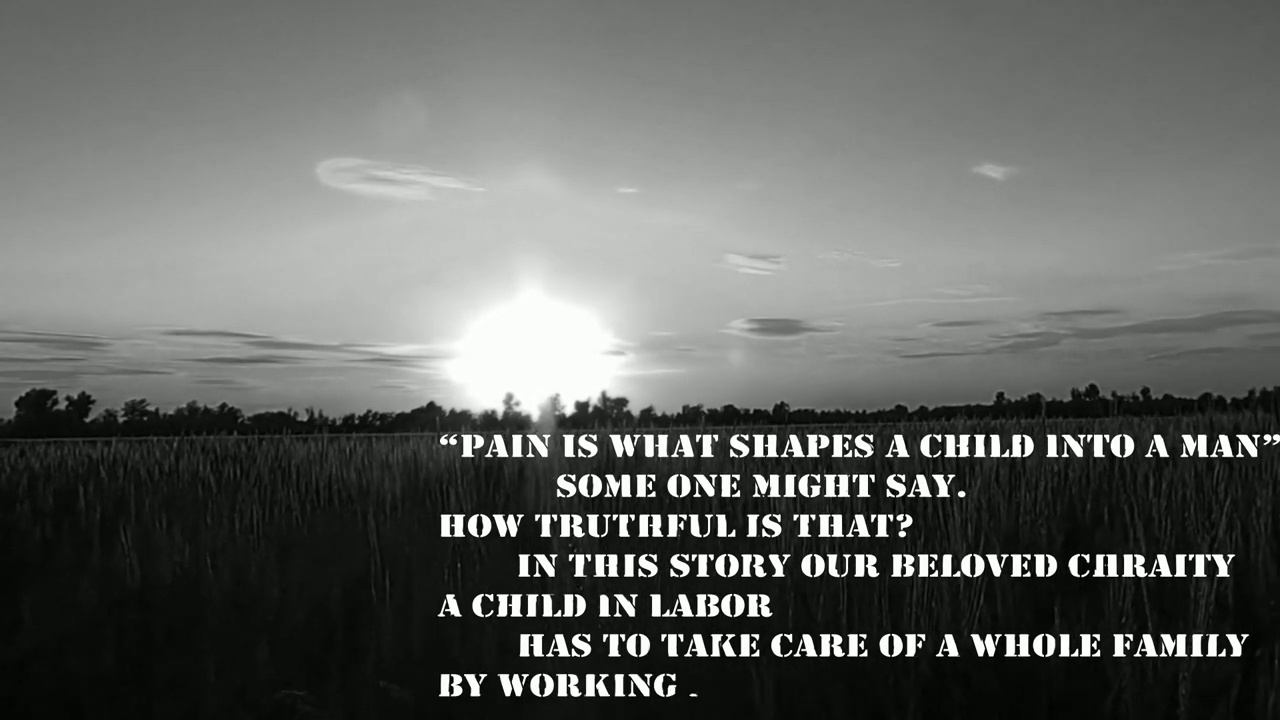 “PAIN IS WHAT SHAPES A CHILD INTO A MAN”
SOME ONE MIGHT SAY.
HOW TRUTHFUL IS THAT?
IN THIS STORY OUR BELOVED CHRAITY
A CHILD IN LABOR
HAS TO TAKE CARE OF A WHOLE FAMILY
BY WORKING .